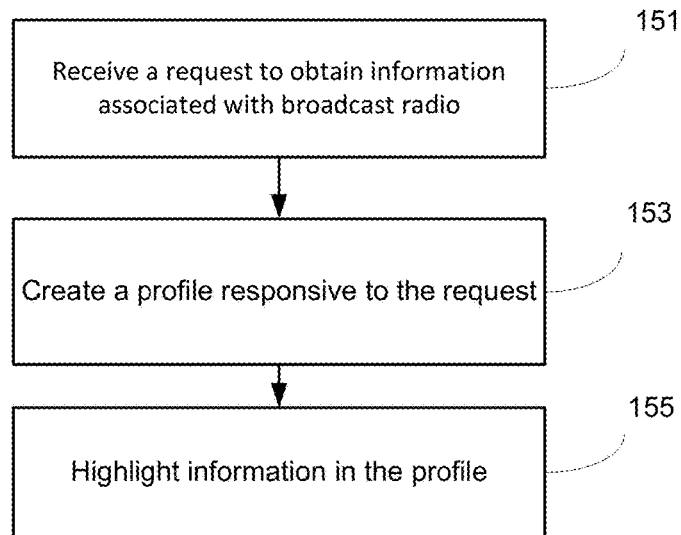 151
Receive a request to obtain information
associated with broadcast radio
153
Create a profile responsive to the request
155
Highlight information in the profile